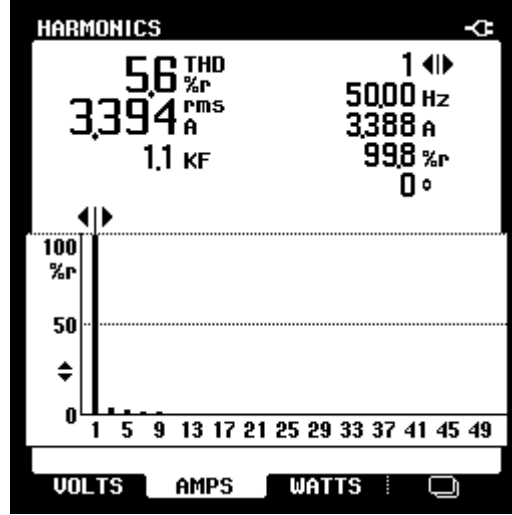 HARMONICS
5,6 THD %r
3,394 rms A
1,1 KF
1
50,00 Hz
3,388 A
99,8 %r
0 °
100
%r
50
0
1 5 9 13 17 21 25 29 33 37 41 45 49
VOLTS AMPS WATTS